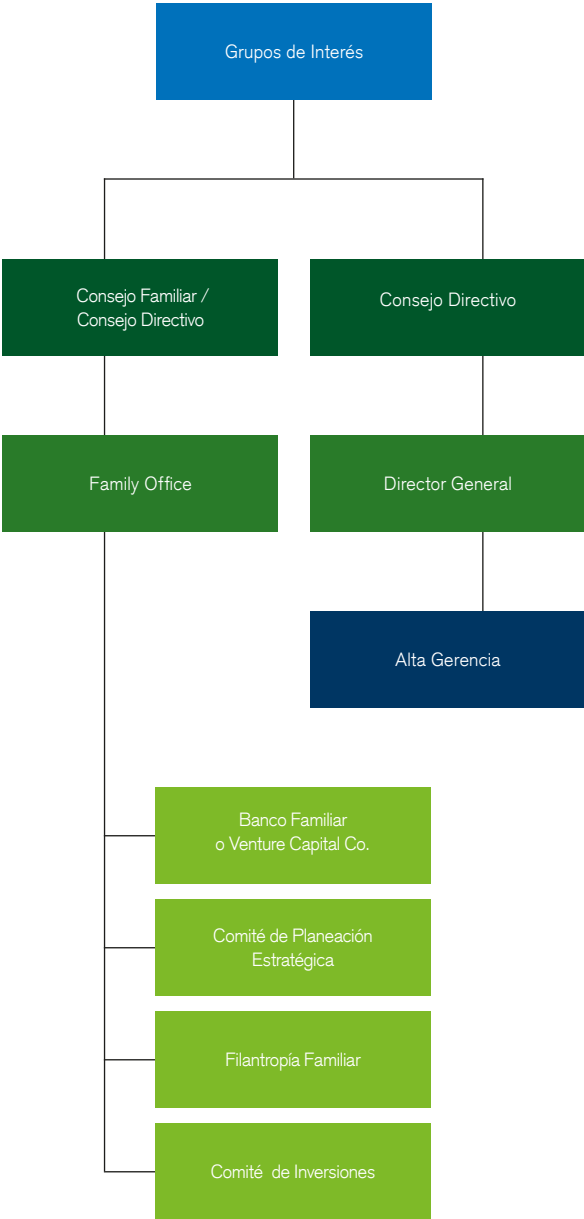 Grupos de Interés
Consejo Familiar /
Consejo Directivo
Consejo Directivo
Family Office
Director General
Alta Gerencia
Banco Familiar
o Venture Capital Co.
Comité de Planeación
Estratégica
Filantropía Familiar
Comité de Inversiones